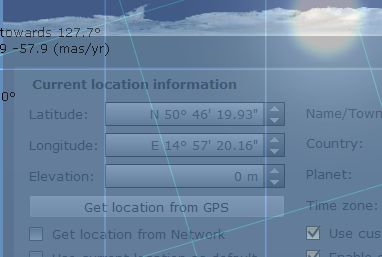 towards 127.7°
9 -57.9 (mas/yr)
Current location information
0°
Latitude: N 50° 46' 19.93" Name/Town
Longitude: E 14° 57' 20.16" Country:
Elevation: 0 m Planet:
Get location from GPS Time zone:
Get location from Network Use cus
Use current location as default Enable